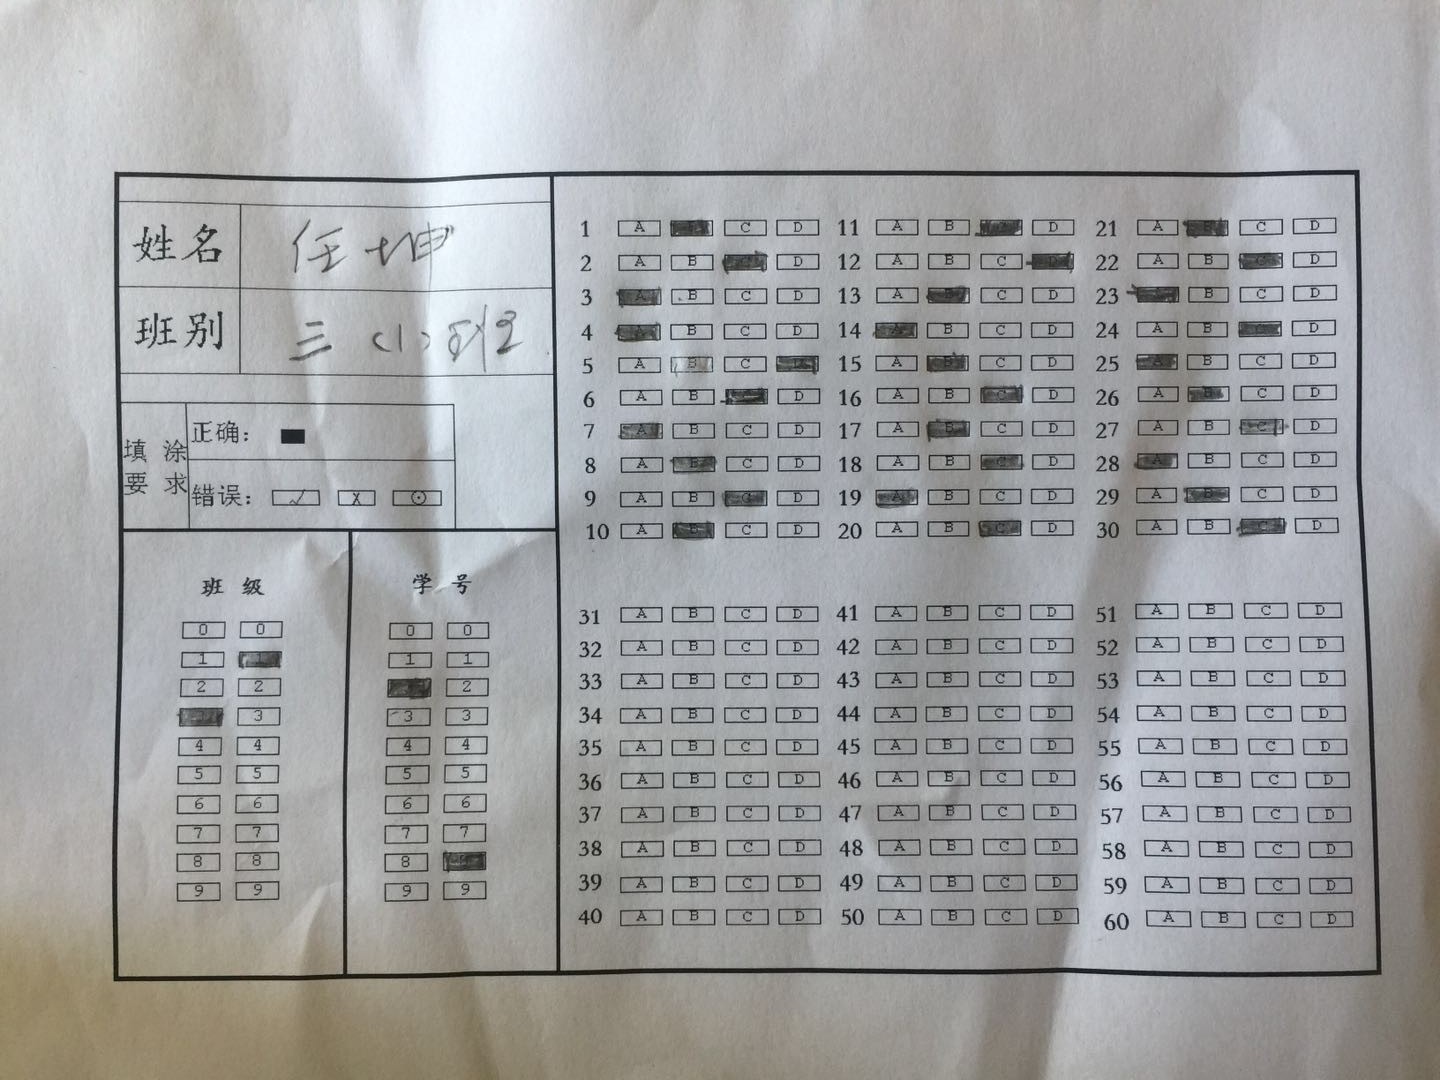 姓名 任坤
班别 三(1)班
填涂要求
正确:
错误:
班级
0 0
1 1
2 2
3
4 4
5 5
6 6
7 7
8 8
9 9
学号
0 0
1 1
2
3 3
4 4
5 5
6 6
7 7
8
9 9
1 A B C D
2 A B C D
3 A B C D
4 A B C D
5 A B C D
6 A B C D
7 A B C D
8 A B C D
9 A B C D
10 A B C D
11 A B C D
12 A B C D
13 A B C D
14 A B C D
15 A B C D
16 A B C D
17 A B C D
18 A B C D
19 A B C D
20 A B C D
21 A B C D
22 A B C D
23 A B C D
24 A B C D
25 A B C D
26 A B C D
27 A B C D
28 A B C D
29 A B C D
30 A B C D
31 A B C D
32 A B C D
33 A B C D
34 A B C D
35 A B C D
36 A B C D
37 A B C D
38 A B C D
39 A B C D
40 A B C D
41 A B C D
42 A B C D
43 A B C D
44 A B C D
45 A B C D
46 A B C D
47 A B C D
48 A B C D
49 A B C D
50 A B C D
51 A B C D
52 A B C D
53 A B C D
54 A B C D
55 A B C D
56 A B C D
57 A B C D
58 A B C D
59 A B C D
60 A B C D